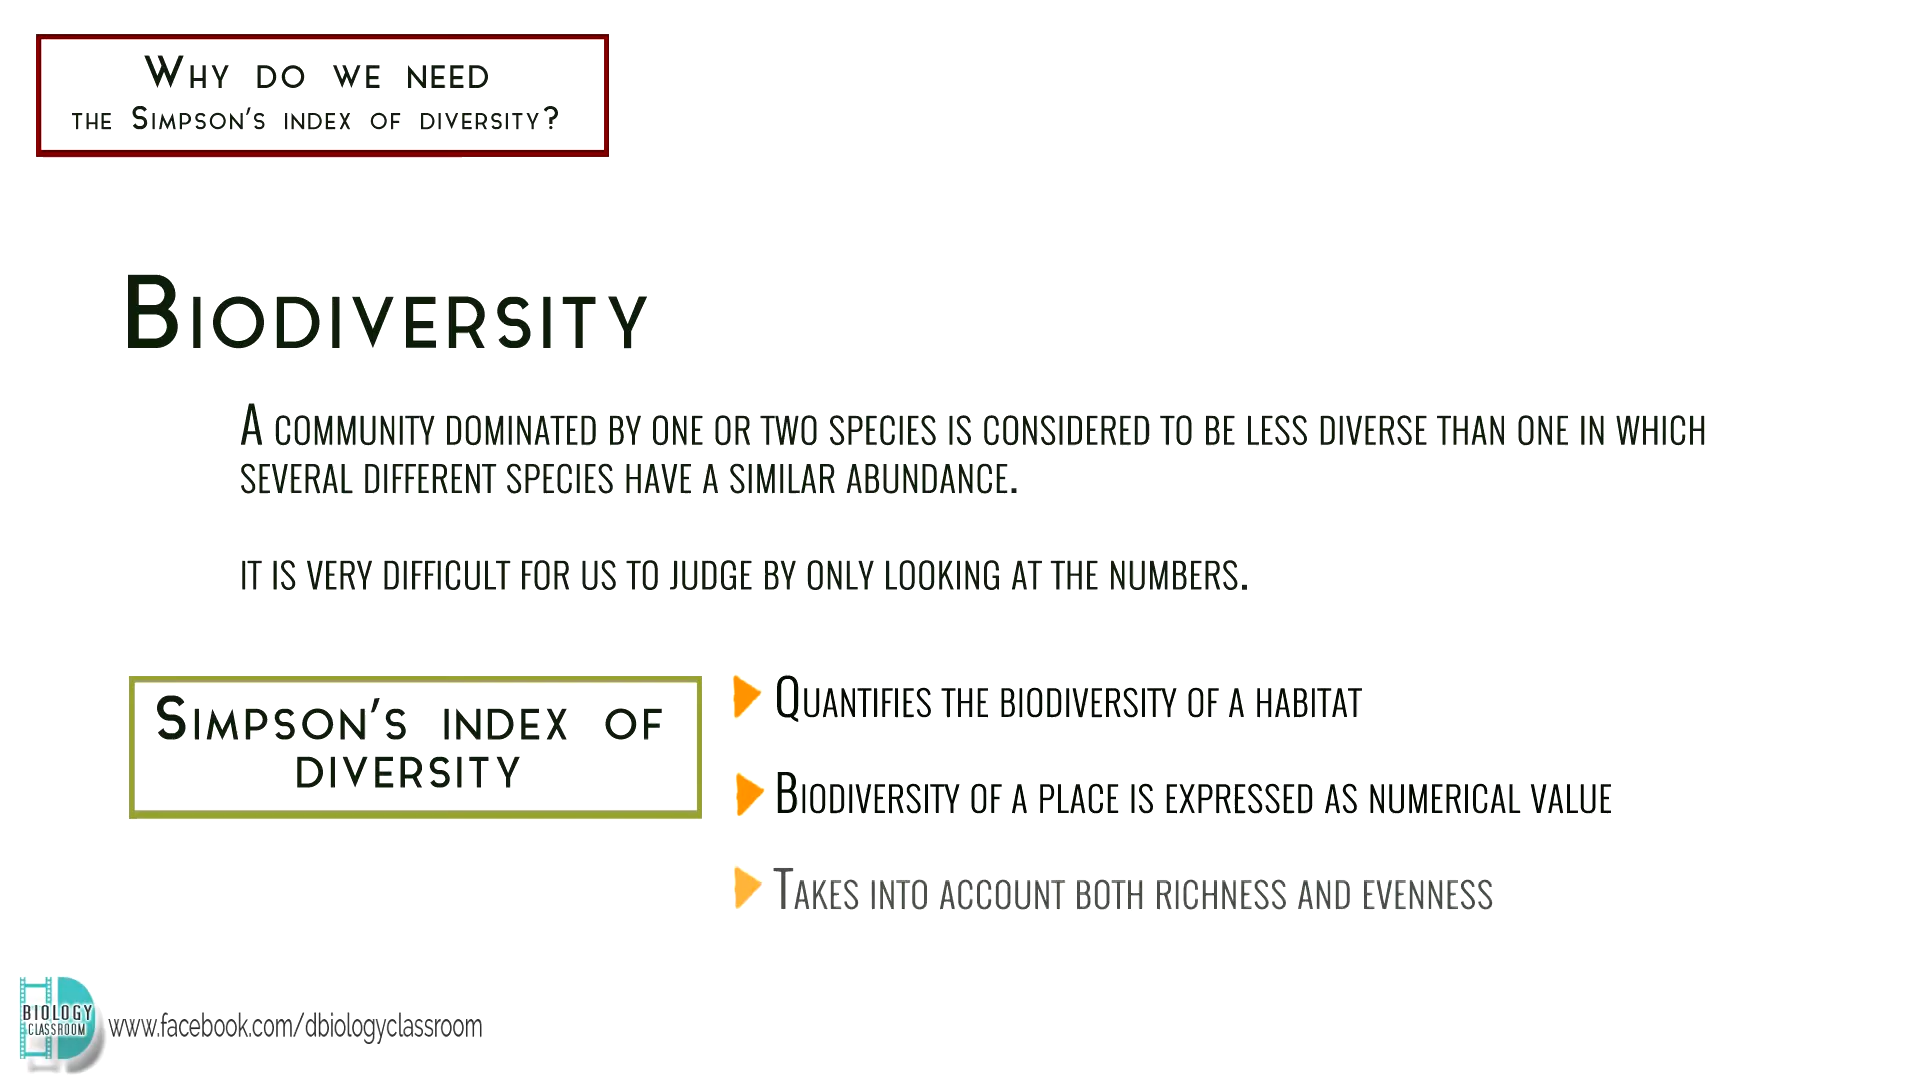 Why do we need
the Simpson's index of diversity?
Biodiversity
A community dominated by one or two species is considered to be less diverse than one in which
several different species have a similar abundance.
it is very difficult for us to judge by only looking at the numbers.
Simpson's index of
diversity
Quantifies the biodiversity of a habitat
Biodiversity of a place is expressed as numerical value
Takes into account both richness and evenness
BIOLOGY
CLASSROOM
www.facebook.com/dbiologyclassroom